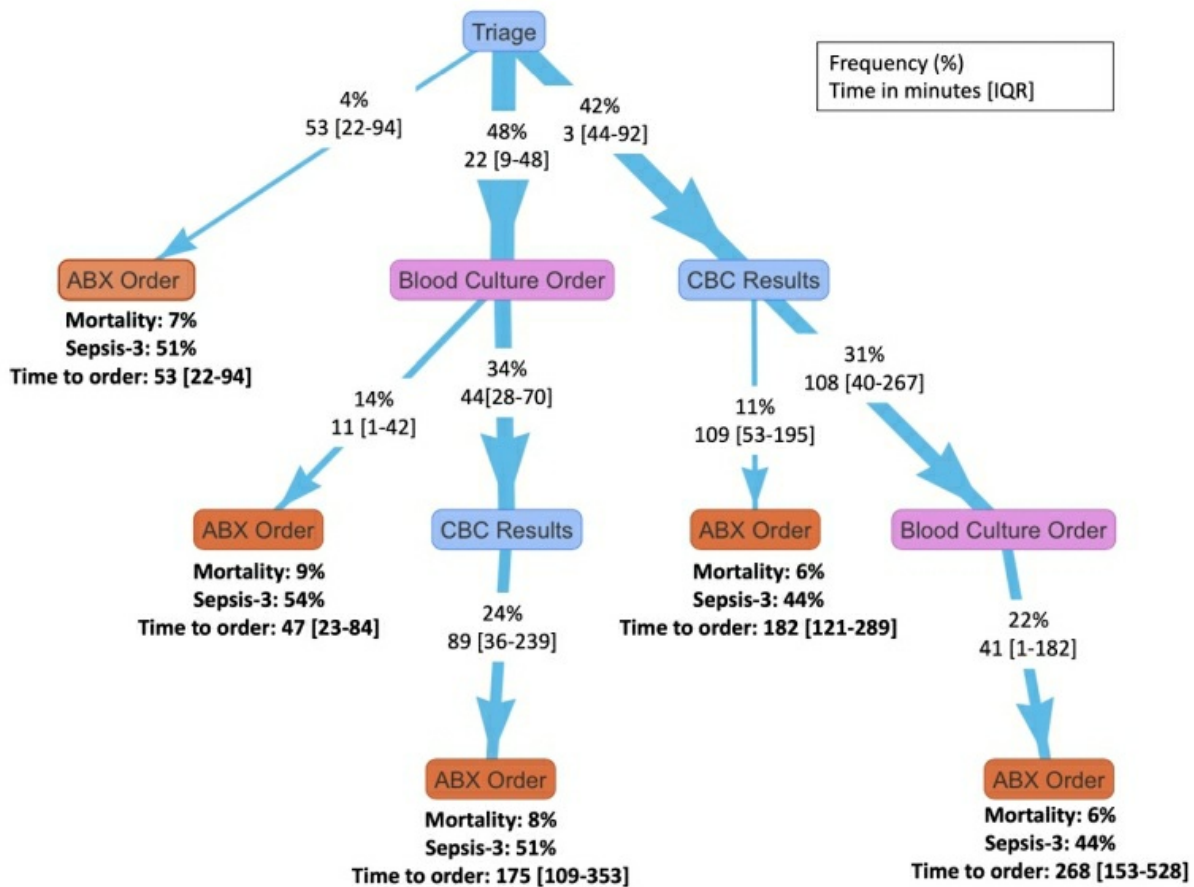 Triage
Frequency (%)
Time in minutes [IQR]
4%
53 [22-94]
48%
22 [9-48]
42%
3 [44-92]
ABX Order
Mortality: 7%
Sepsis-3: 51%
Time to order: 53 [22-94]
Blood Culture Order
CBC Results
14%
11 [1-42]
34%
44[28-70]
11%
109 [53-195]
31%
108 [40-267]
ABX Order
Mortality: 9%
Sepsis-3: 54%
Time to order: 47 [23-84]
CBC Results
ABX Order
Mortality: 6%
Sepsis-3: 44%
Time to order: 182 [121-289]
Blood Culture Order
24%
89 [36-239]
22%
41 [1-182]
ABX Order
Mortality: 8%
Sepsis-3: 51%
Time to order: 175 [109-353]
ABX Order
Mortality: 6%
Sepsis-3: 44%
Time to order: 268 [153-528]